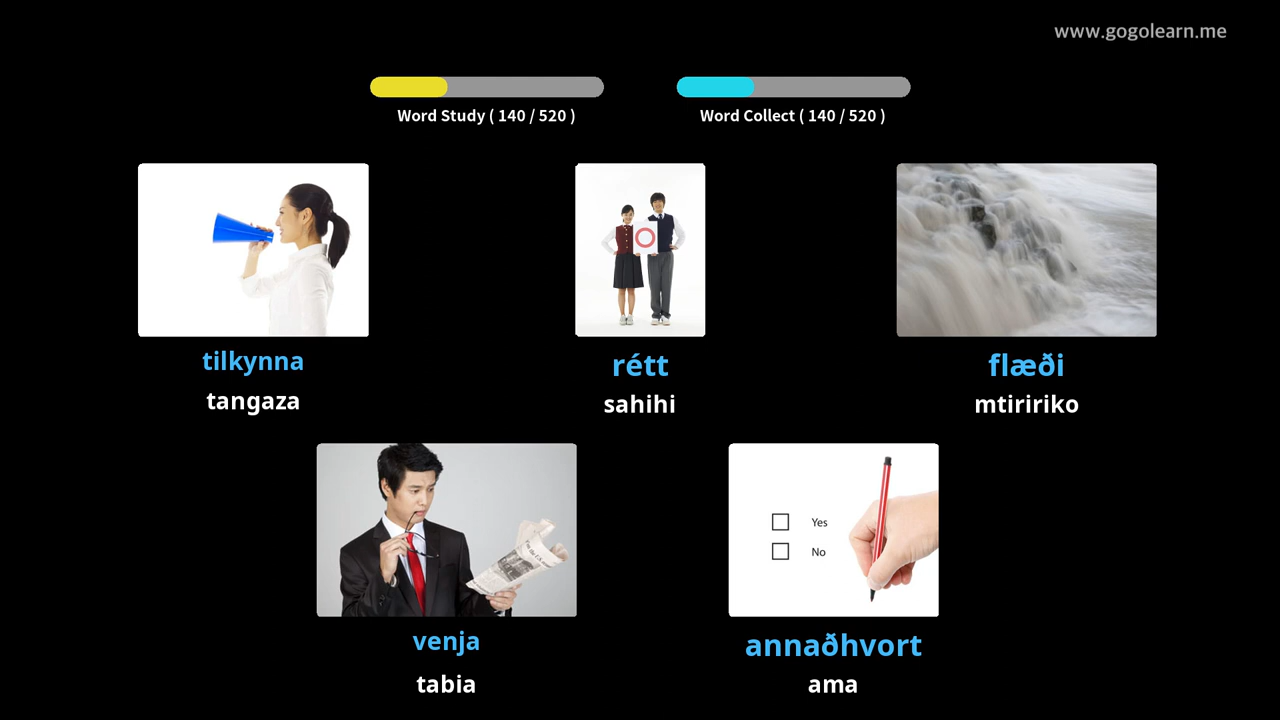 www.gogolearn.me
Word Study ( 140 / 520 )
Word Collect ( 140 / 520 )
tilkynna
tangaza
rétt
sahihi
flæði
mtiririko
venja
tabia
Yes
No
annaðhvort
ama